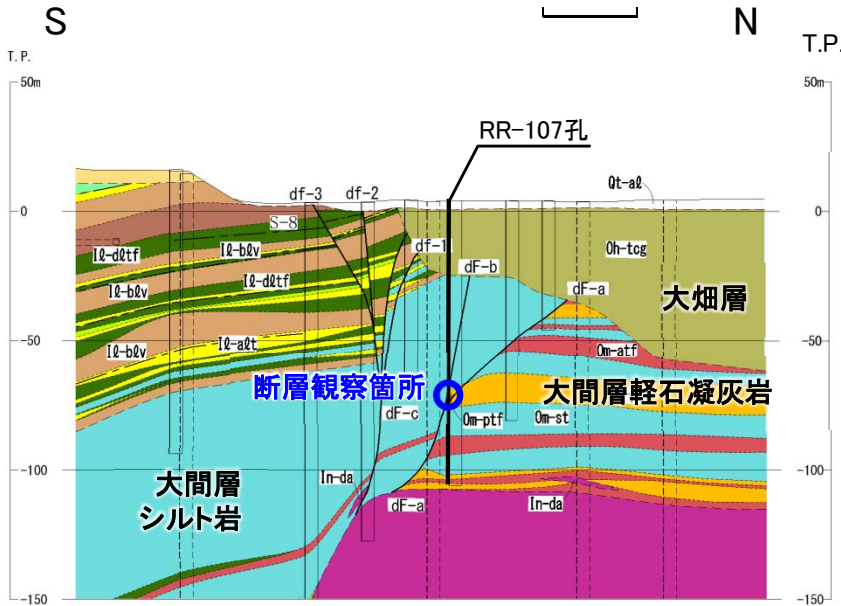 S
N
T.P.
T.P.
50m
50m
RR-107孔
df-3
df-2
Qt-al
0
0
S-8
Il-dltf
Il-blv
df-1
Oh-tcg
Il-blv
Il-dltf
dF-b
dF-a
大畑層
-50
-50
Il-blv
Il-alt
Om-atf
断層観察箇所
大間層軽石凝灰岩
dF-c
Om-ptf
Om-st
-100
-100
大間層
シルト岩
In-da
dF-a
In-da
-150
-150